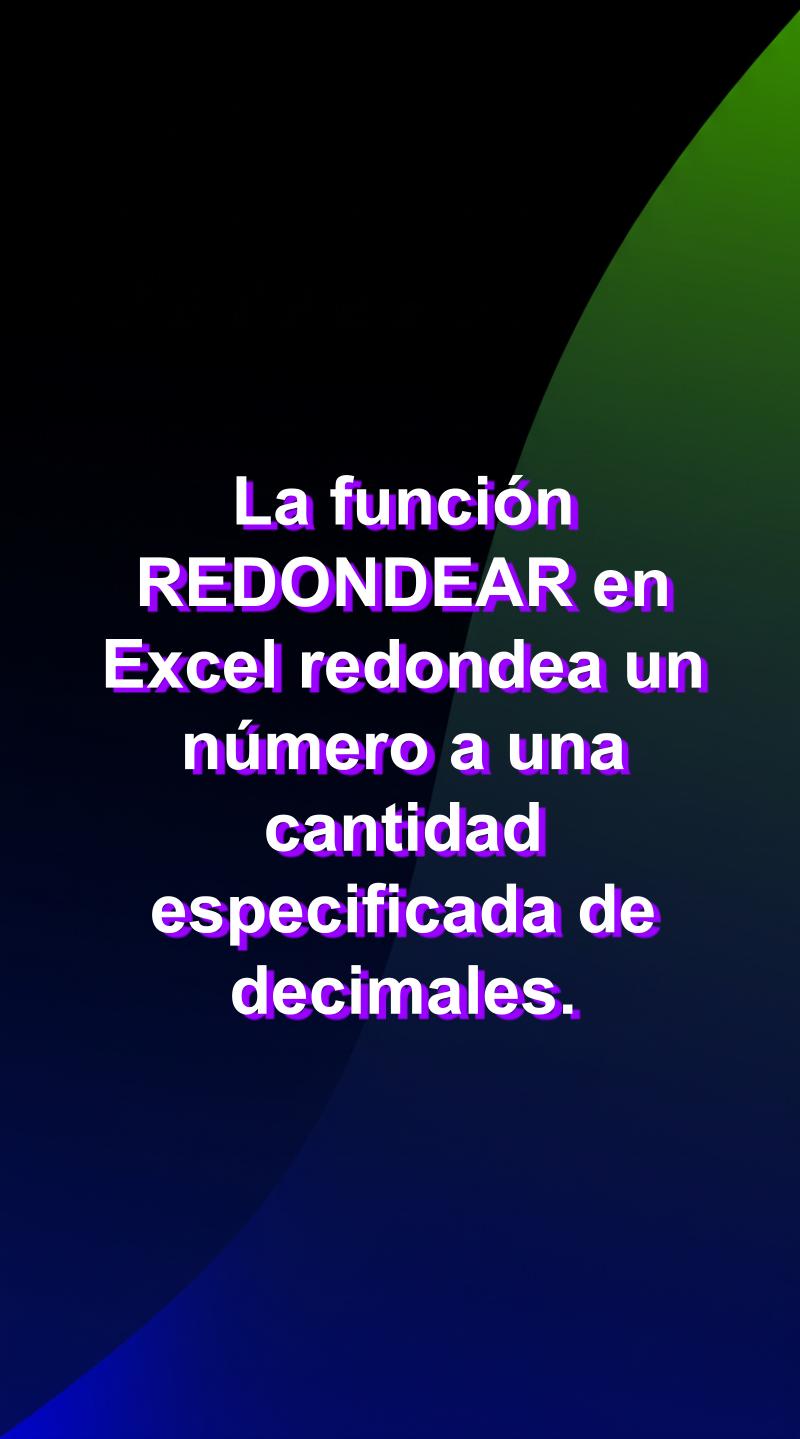 La función
REDONDEAR en
Excel redondea un
número a una
cantidad
especificada de
decimales.